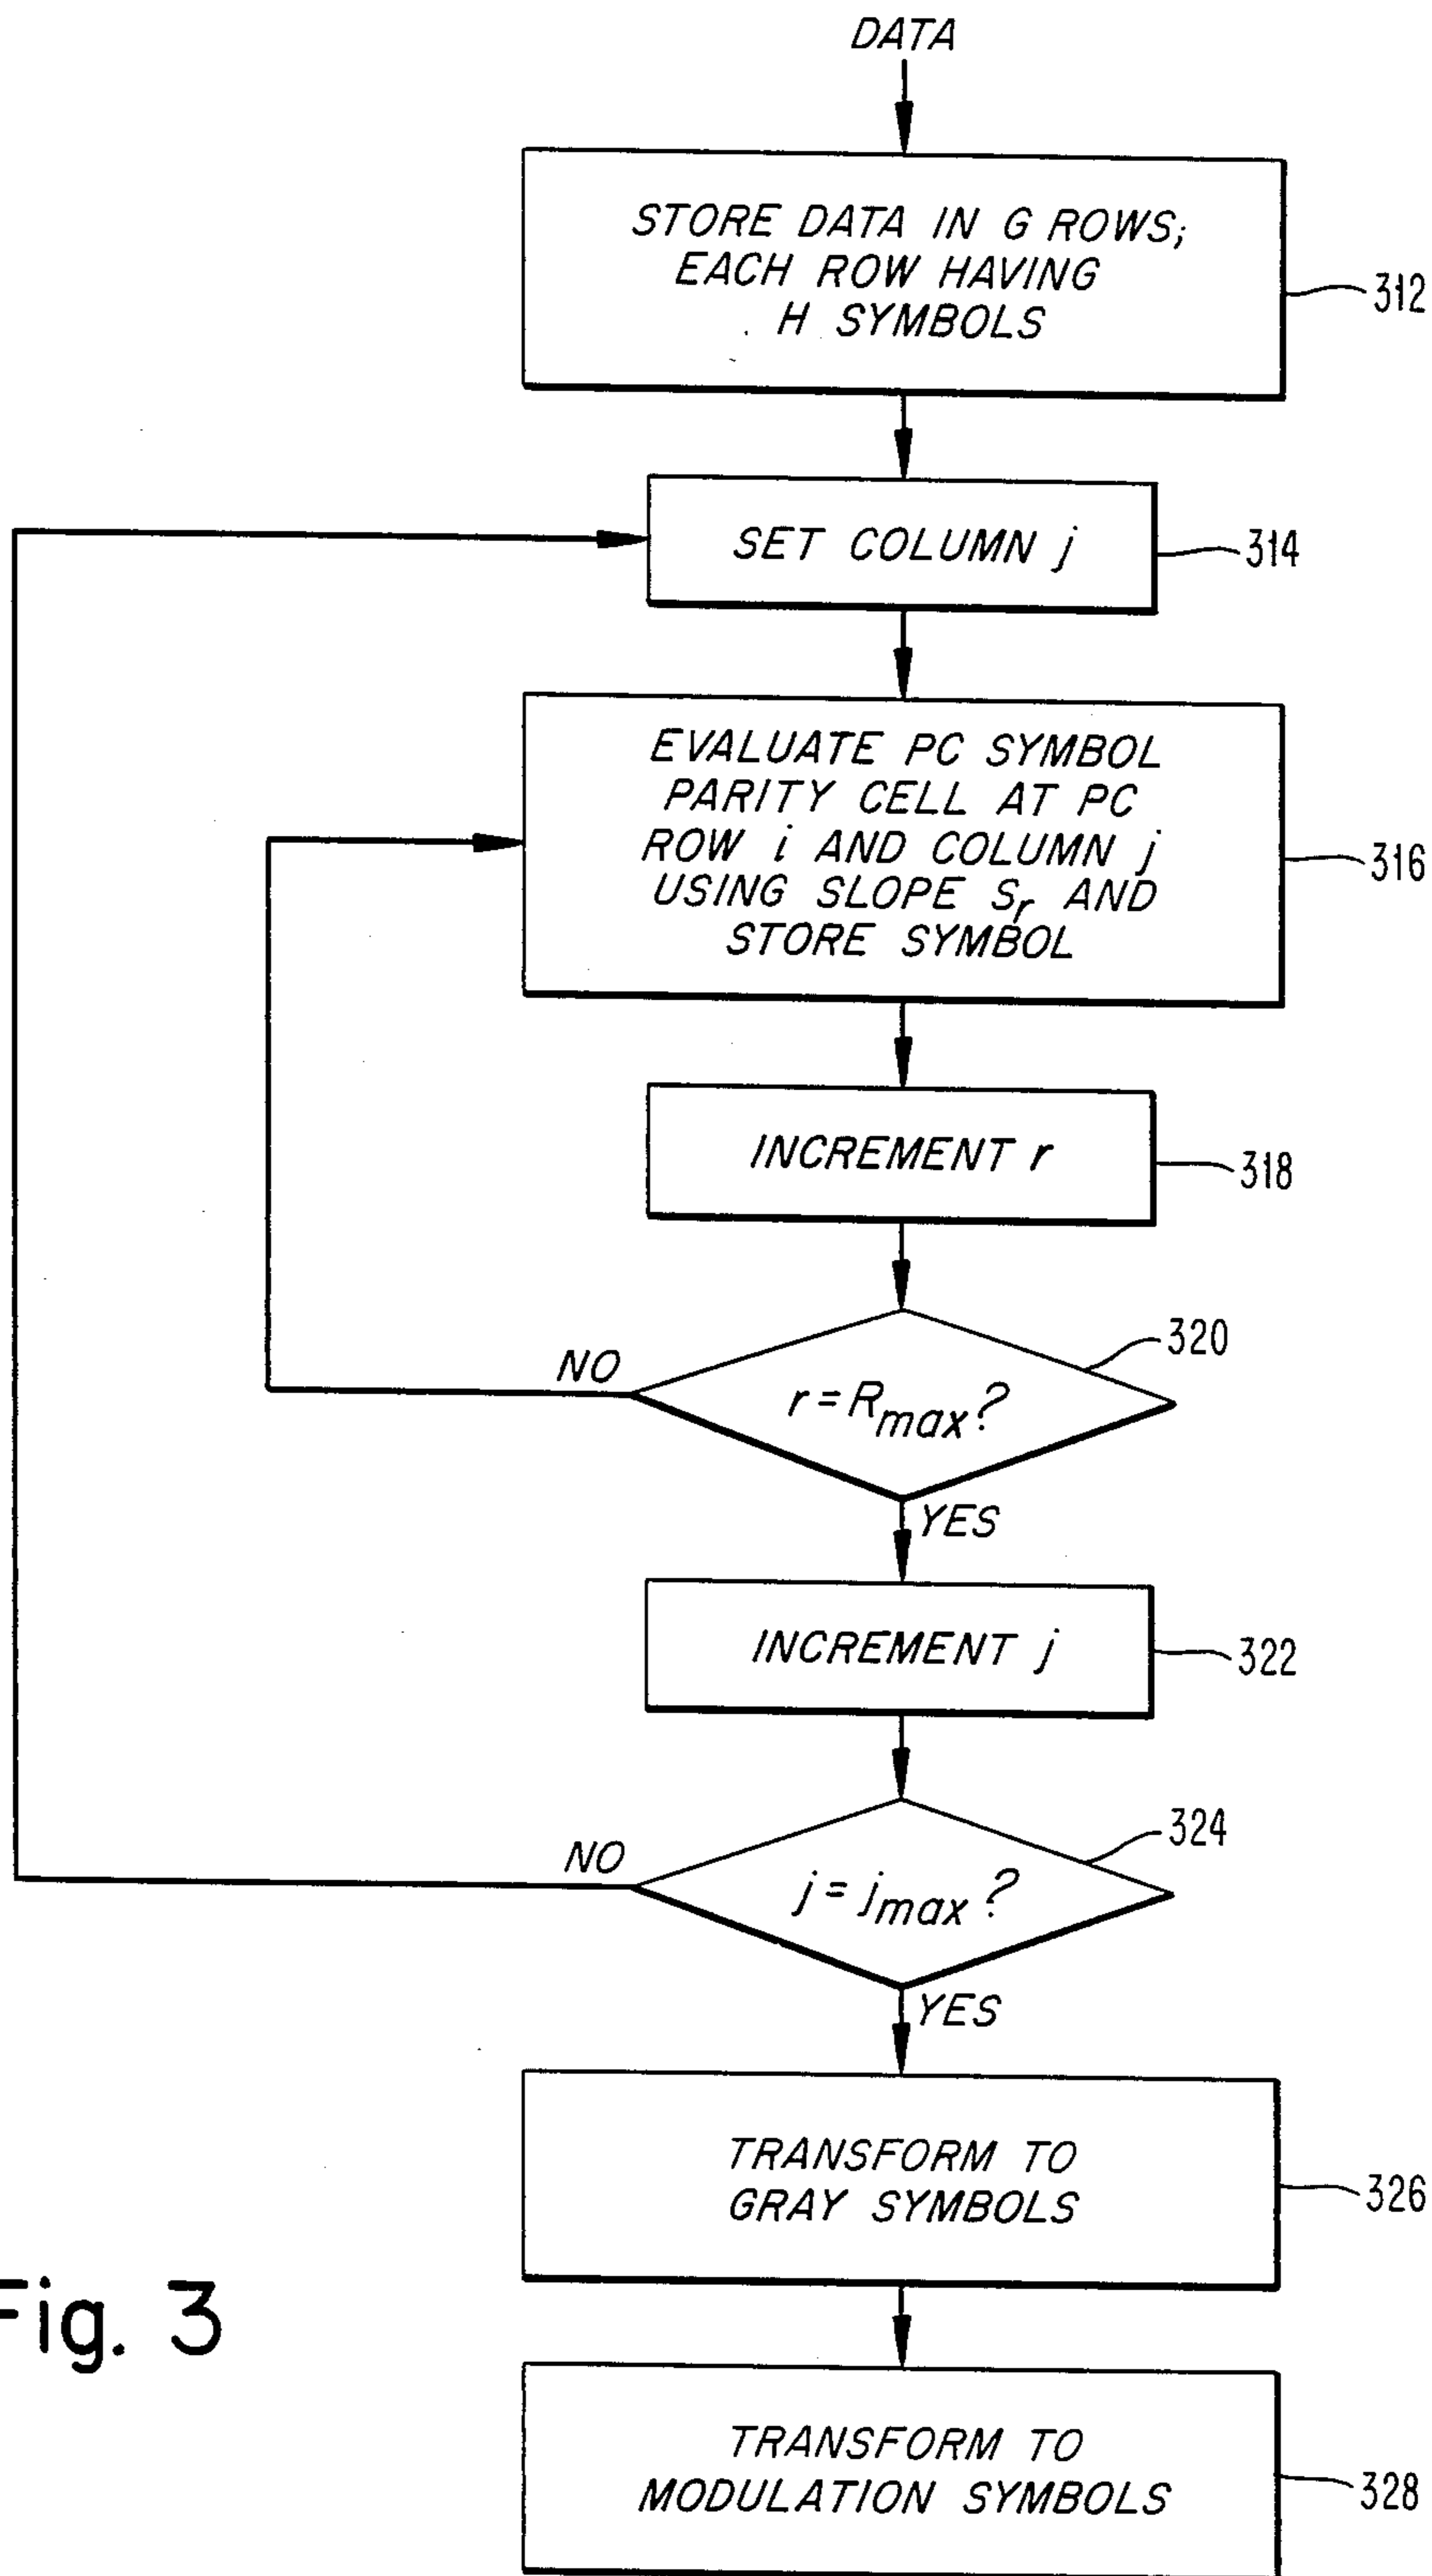 DATA
STORE DATA IN G ROWS;
EACH ROW HAVING
H SYMBOLS
312
SET COLUMN j
314
EVALUATE PC SYMBOL
PARITY CELL AT PC
ROW i AND COLUMN j
USING SLOPE Sr AND
STORE SYMBOL
316
INCREMENT r
318
320
NO
r = Rmax?
YES
INCREMENT j
322
324
NO
j = jmax?
YES
TRANSFORM TO
GRAY SYMBOLS
326
Fig. 3
TRANSFORM TO
MODULATION SYMBOLS
328